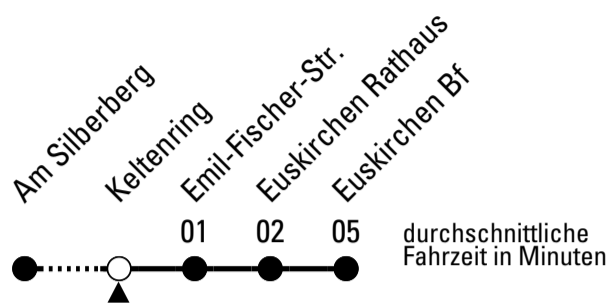 Am Silberberg
Keltenring
Emil-Fischer-Str.
Euskirchen Rathaus
Euskirchen Bf
01 02 05
durchschnittliche
Fahrzeit in Minuten